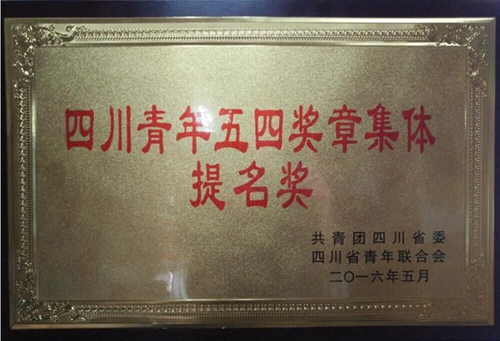 四川青年五四奖章集体
提名奖
共青团四川省委
四川省青年联合会
二〇一六年五月